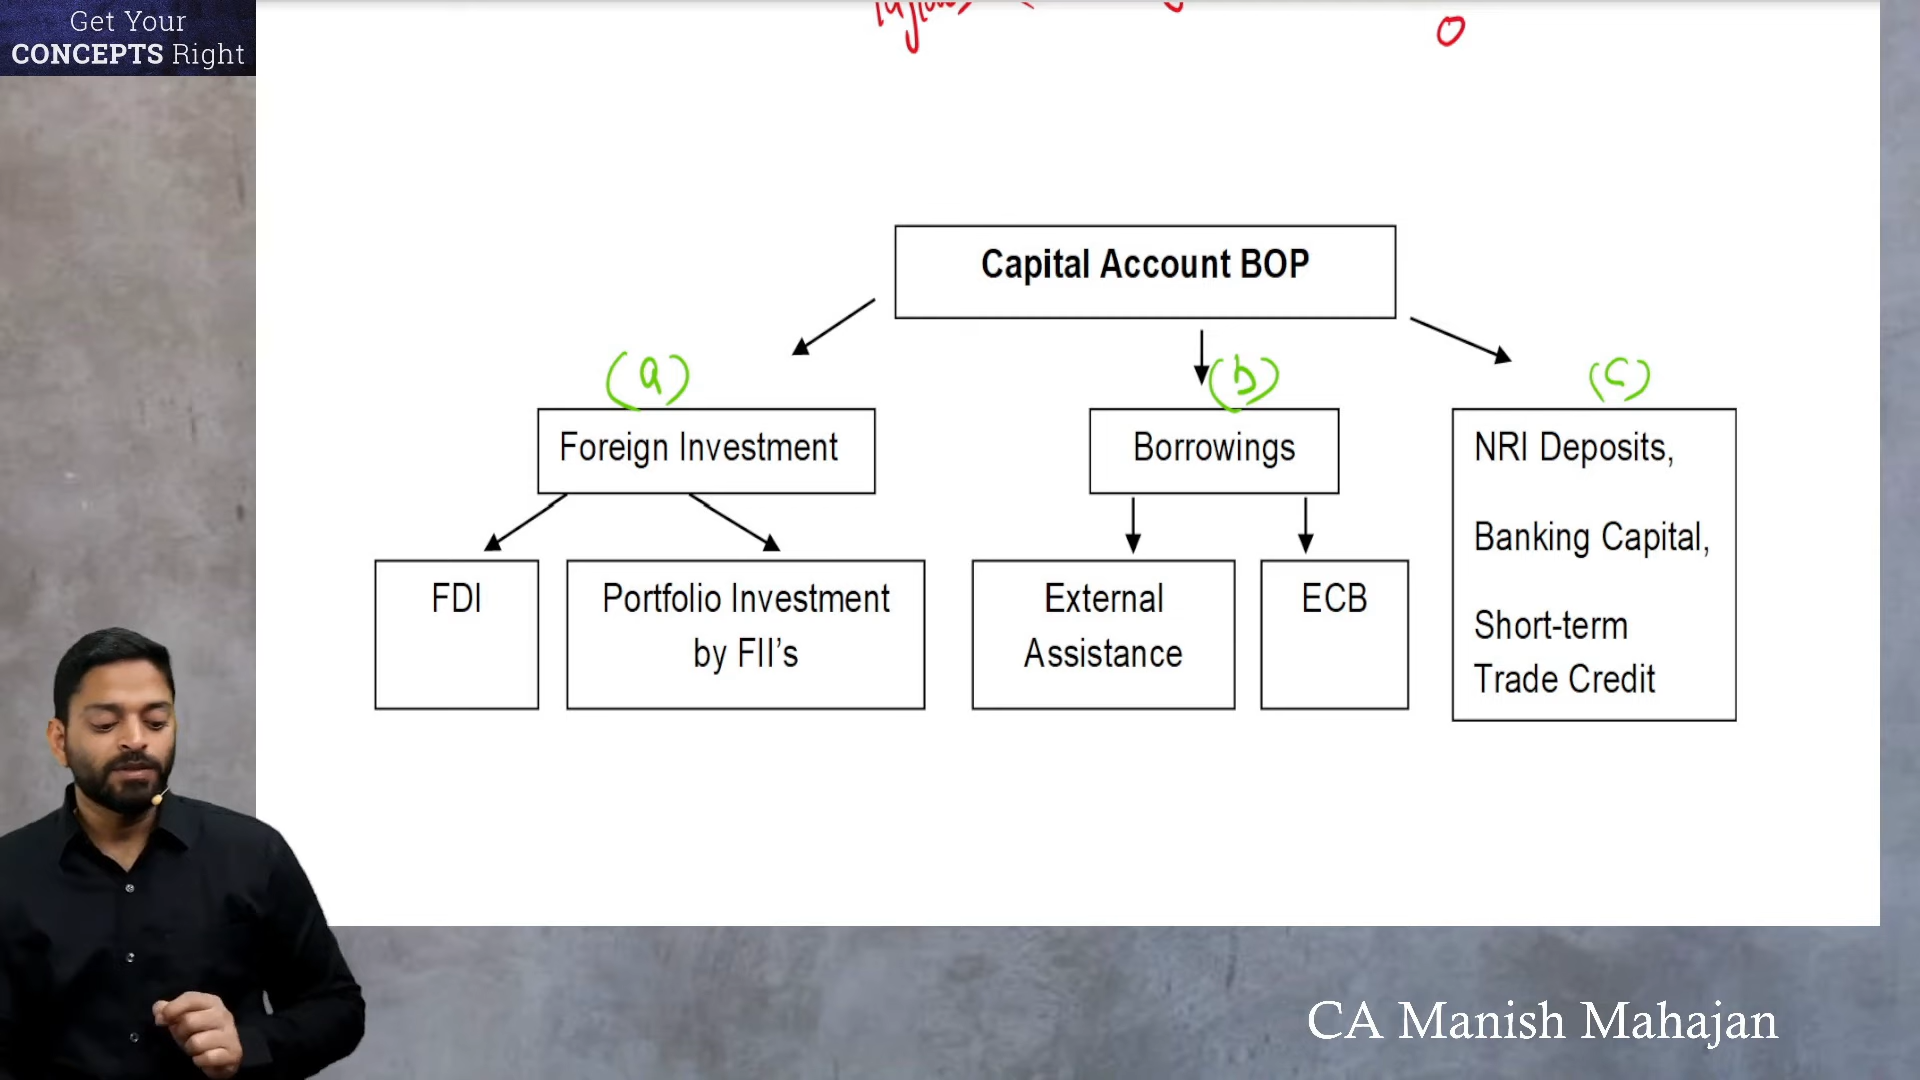 Get Your
CONCEPTS Right
Capital Account BOP
(a)
(b)
(c)
Foreign Investment
Borrowings
NRI Deposits,
Banking Capital,
Short-term
Trade Credit
FDI
Portfolio Investment
by FII's
External
Assistance
ECB
CA Manish Mahajan